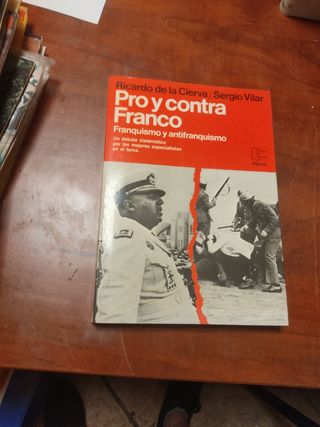 Ricardo de la Cierva / Sergio Vilar
Pro y contra
Franco
Franquismo y antifranquismo
Un debate sistemático
por los mejores especialistas
en el tema.
Planeta